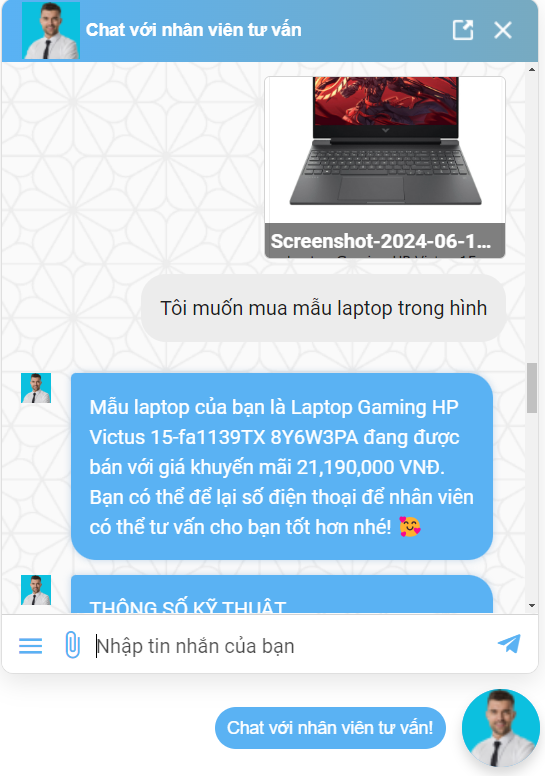 Chat với nhân viên tư vấn
Screenshot-2024-06-1...
Tôi muốn mua mẫu laptop trong hình
Mẫu laptop của bạn là Laptop Gaming HP
Victus 15-fa1139TX 8Y6W3PA đang được
bán với giá khuyến mãi 21,190,000 VNĐ.
Bạn có thể để lại số điện thoại để nhân viên
có thể tư vấn cho bạn tốt hơn nhé! 🥰
THÔNG SỐ KỸ THUẬT
Nhập tin nhắn của bạn
Chat với nhân viên tư vấn!